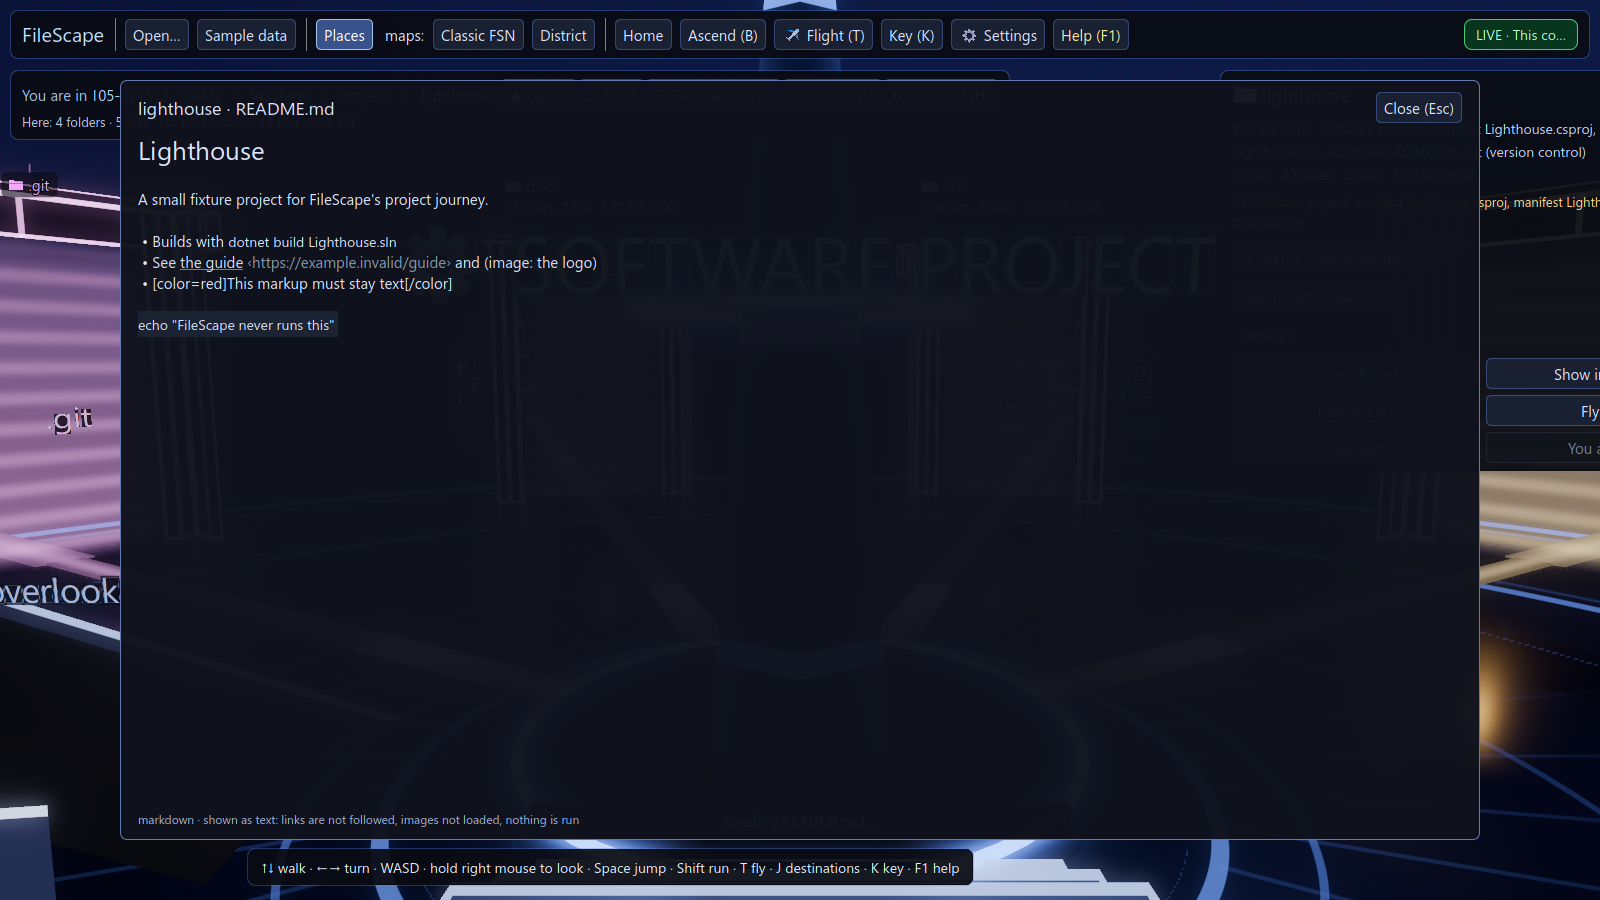 FileScape Open... Sample data Places maps: Classic FSN District Home Ascend (B) Flight (T) Key (K) Settings Help (F1) LIVE · This co...
You are in
Here: 4 folders ·
lighthouse · README.md Close (Esc)
Lighthouse
A small fixture project for FileScape's project journey.
• Builds with dotnet build Lighthouse.sln
• See the guide ‹https://example.invalid/guide› and (image: the logo)
• [color=red]This markup must stay text[/color]
echo "FileScape never runs this"
markdown · shown as text: links are not followed, images not loaded, nothing is run
Lighthouse.csproj,
(version control)
manifest
Show
Fly
You
.git
.git
overlook
SOFTWARE PROJECT
Reading README.md
↑↓ walk · ←→ turn · WASD · hold right mouse to look · Space jump · Shift run · T fly · J destinations · K key · F1 help